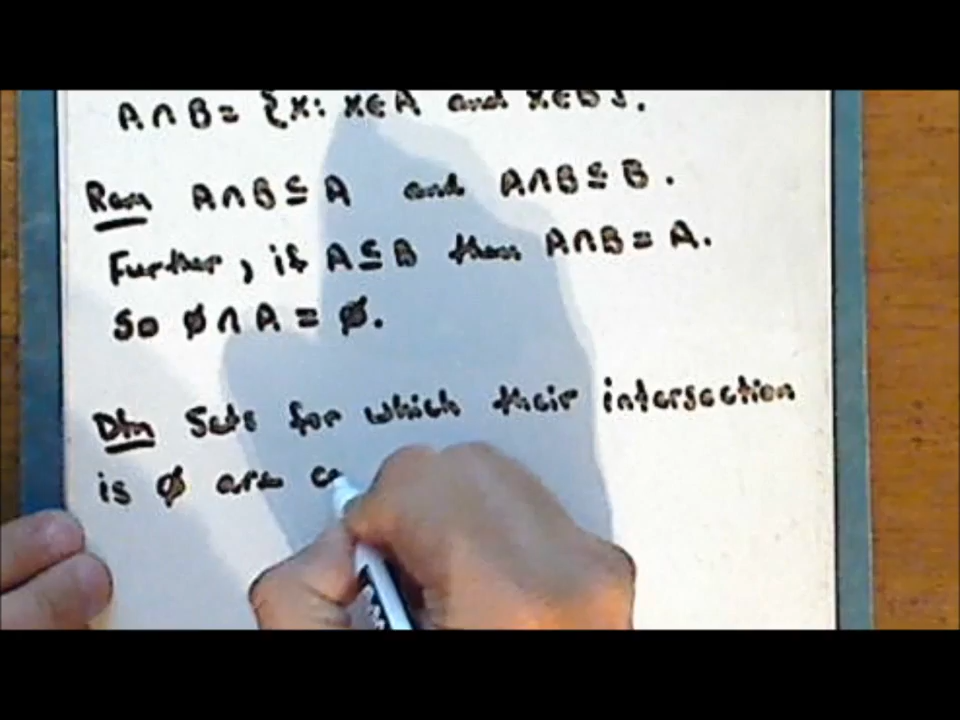 A ∩ B = {x: x ∈ A and x ∈ B}.
Rem A ∩ B ⊆ A and A ∩ B ⊆ B.
Further, if A ⊆ B then A ∩ B = A.
So ∅ ∩ A = ∅.
Dfn Sets for which their intersection
is ∅ are